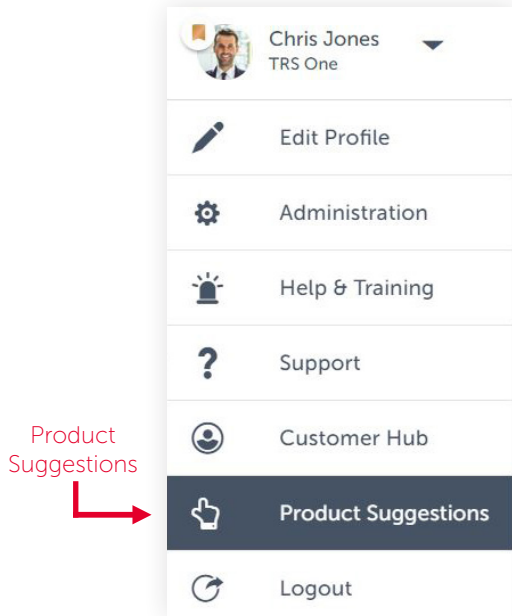 Chris Jones
TRS One
Edit Profile
Administration
Help & Training
Support
Customer Hub
Product
Suggestions
Product Suggestions
Logout